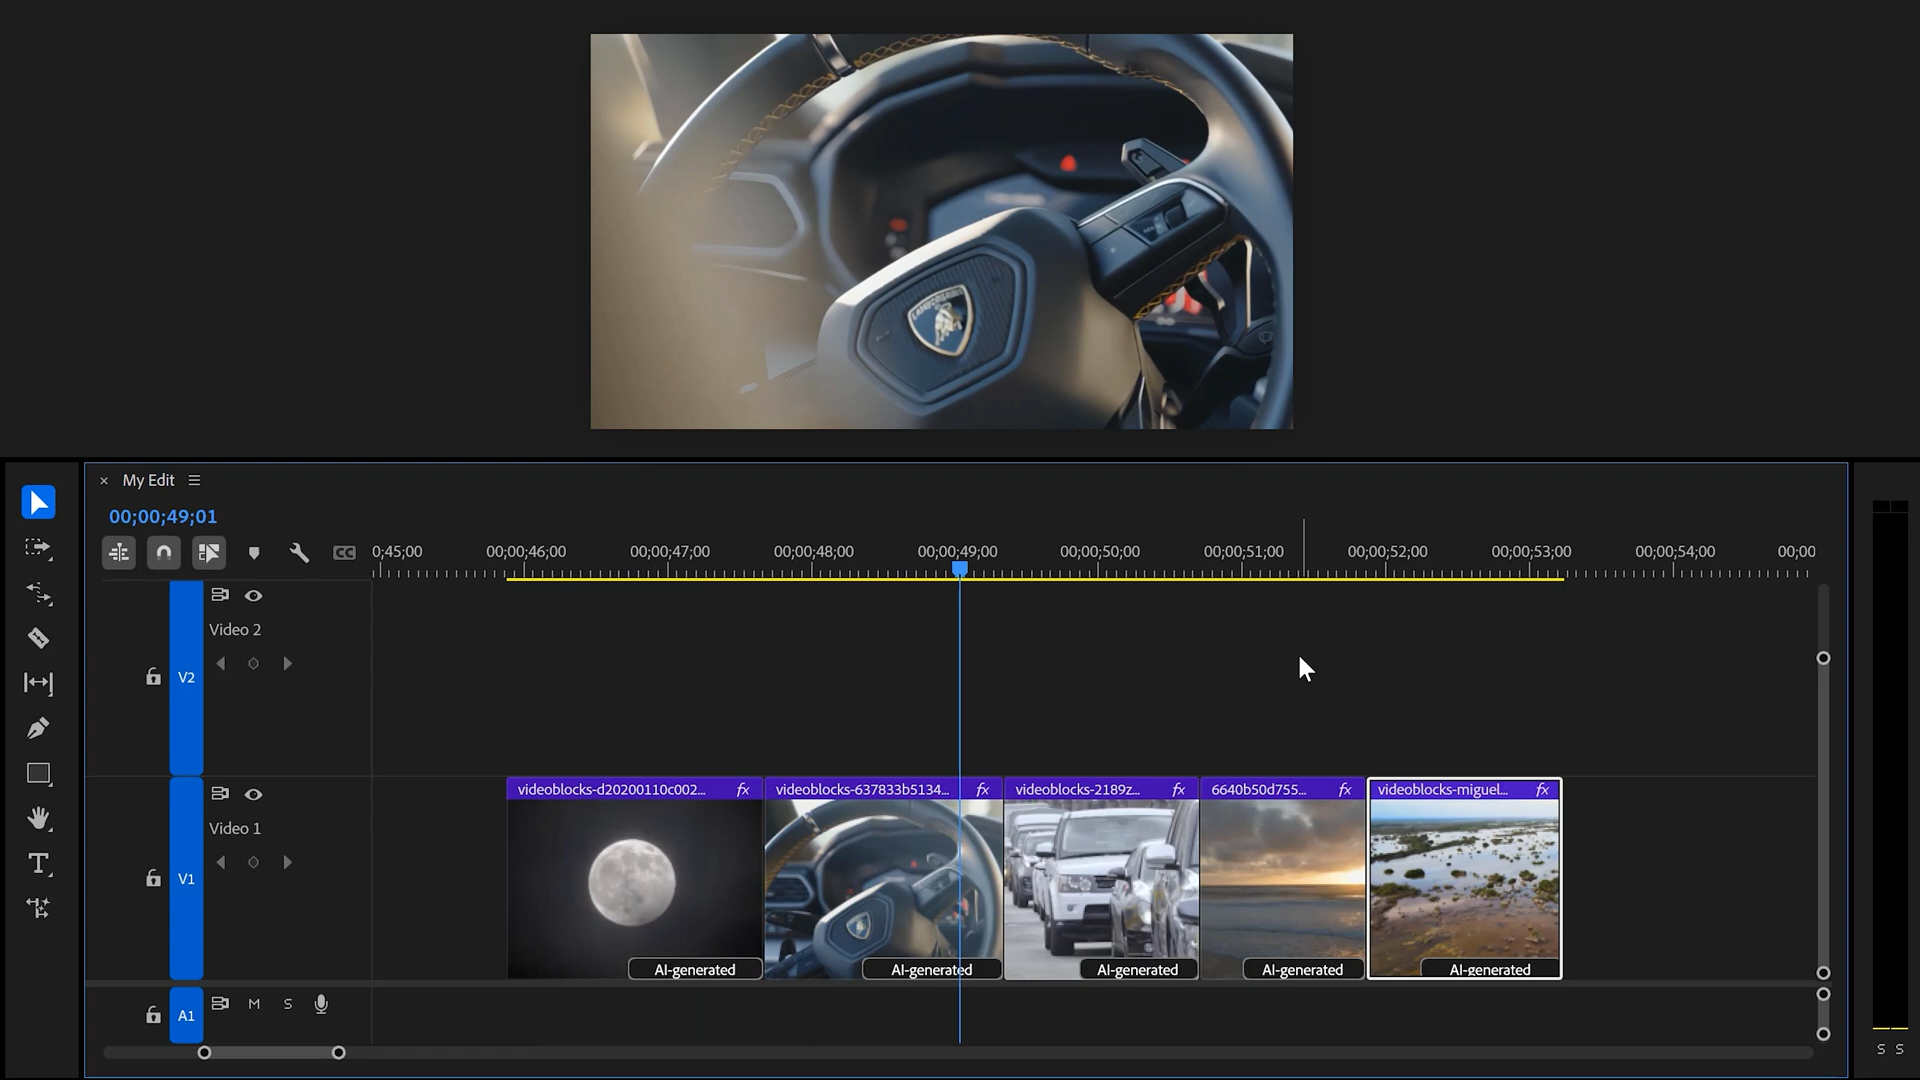 LAMBORGHINI
× My Edit
00;00;49;01
CC
0;45;00 00;00;46;00 00;00;47;00 00;00;48;00 00;00;49;00 00;00;50;00 00;00;51;00 00;00;52;00 00;00;53;00 00;00;54;00 00;00
Video 2
V2
videoblocks-d20200110c002... fx videoblocks-637833b5134... fx videoblocks-2189z... fx 6640b50d755... fx videoblocks-miguel... fx
Video 1
V1
AI-generated AI-generated AI-generated AI-generated AI-generated
A1 M S
T
S S